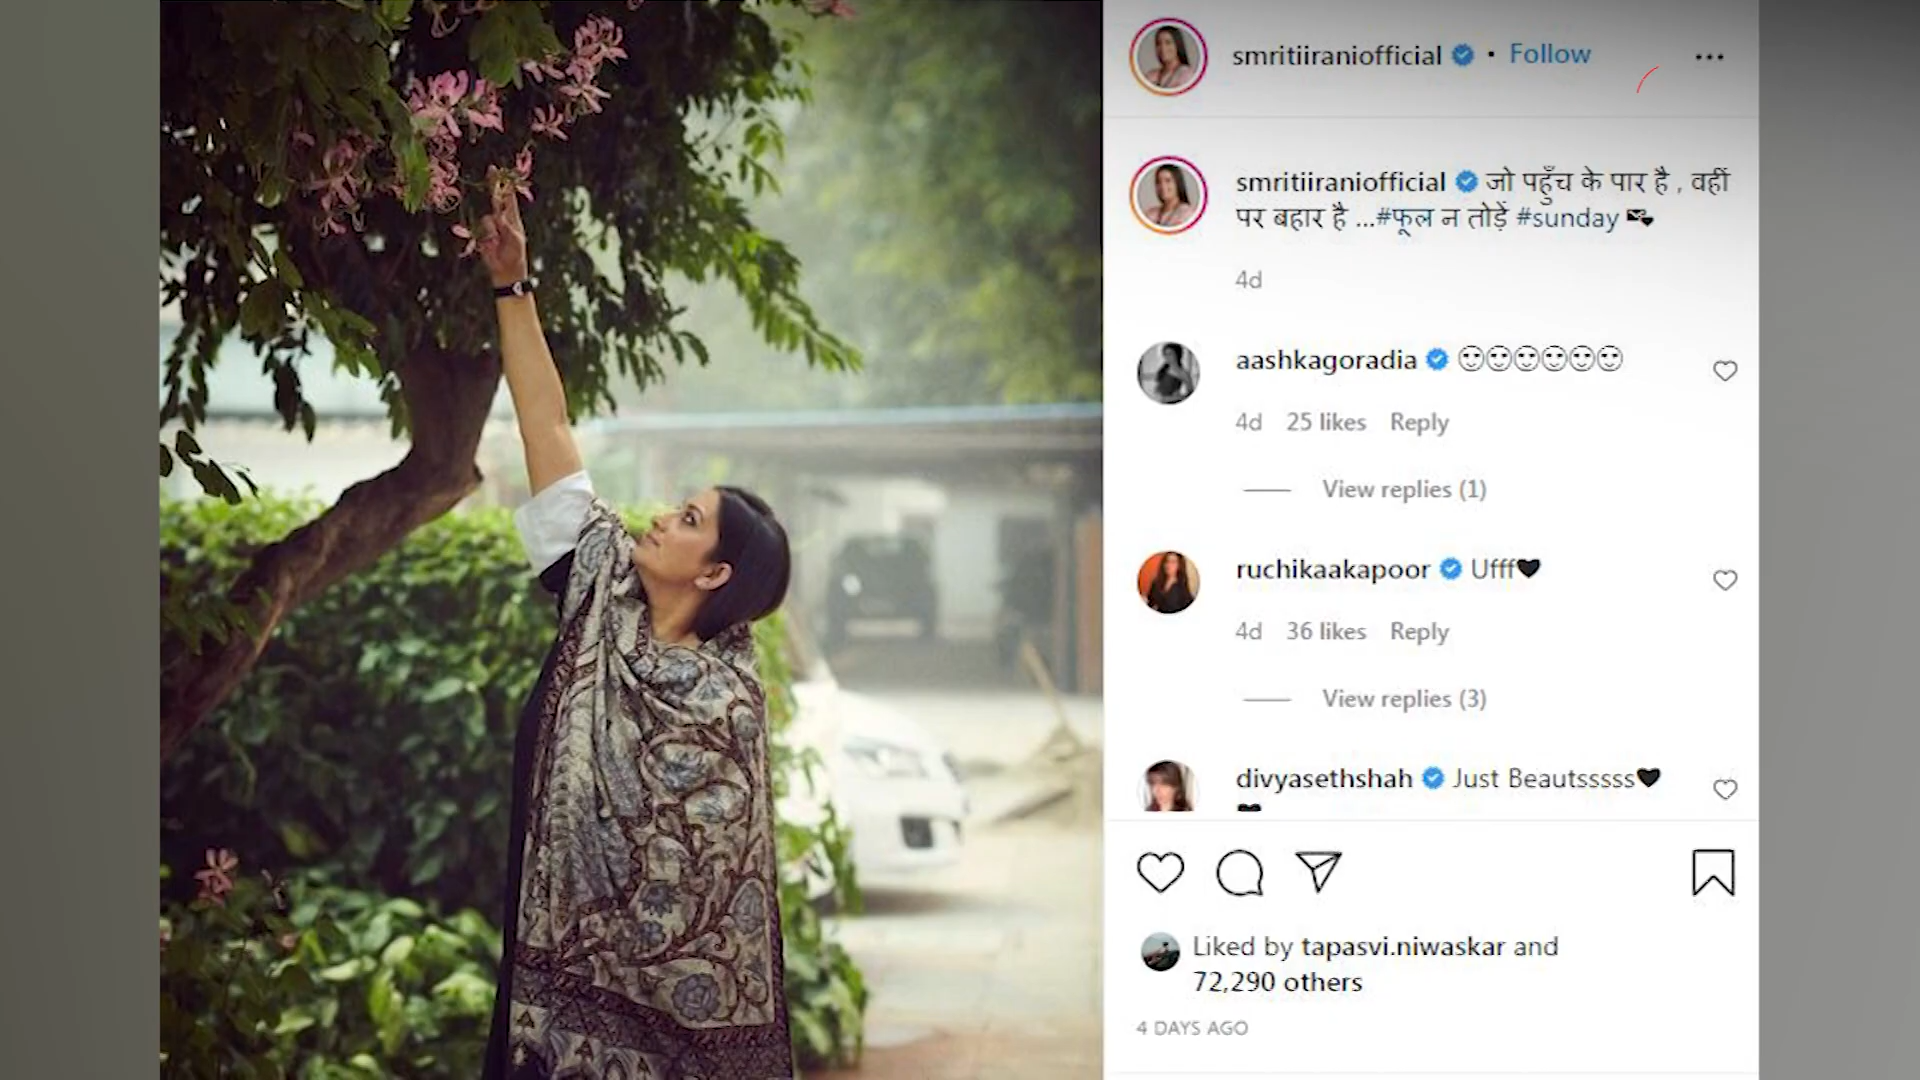 smritiiraniofficial • Follow
smritiiraniofficial जो पहुँच के पार है , वहीं
पर बहार है ...#फूल न तोड़ें #sunday
4d
aashkagoradia
4d 25 likes Reply
View replies (1)
ruchikaakapoor Ufff🖤
4d 36 likes Reply
View replies (3)
divyasethshah Just Beautsssss🖤
Liked by tapasvi.niwaskar and
72,290 others
4 DAYS AGO